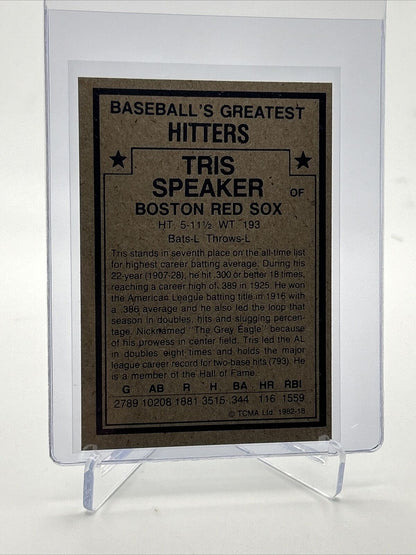 BASEBALL'S GREATEST
HITTERS
TRIS
SPEAKER OF
BOSTON RED SOX
HT. 5-11½ WT. 193
Bats-L Throws-L
Tris stands in seventh place on the all-time list
for highest career batting average. During his
22-year (1907-28), he hit .300 or better 18 times,
reaching a career high of .389 in 1925. He won
the American League batting title in 1916 with
a .386 average and he also led the loop that
season in doubles, hits and slugging percen-
tage. Nicknamed "The Grey Eagle" because
of his prowess in center field. Tris led the AL
in doubles eight times and holds the major
league career record for two-base hits (793). He
is a member of the Hall of Fame.
G AB R H BA HR RBI
2789 10208 1881 3515 .344 116 1559
© TCMA Ltd. 1982-18